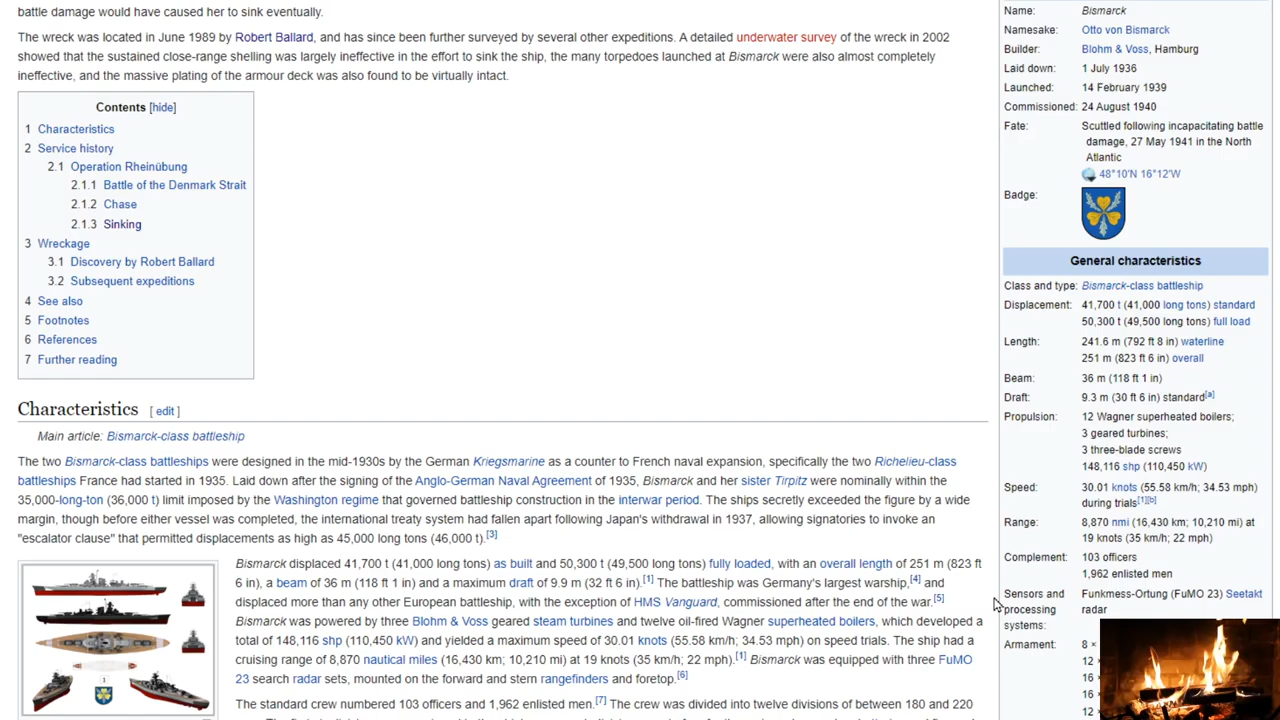 battle damage would have caused her to sink eventually.
The wreck was located in June 1989 by Robert Ballard, and has since been further surveyed by several other expeditions. A detailed underwater survey of the wreck in 2002
showed that the sustained close-range shelling was largely ineffective in the effort to sink the ship, the many torpedoes launched at Bismarck were also almost completely
ineffective, and the massive plating of the armour deck was also found to be virtually intact.
Contents [hide]
1 Characteristics
2 Service history
2.1 Operation Rheinübung
2.1.1 Battle of the Denmark Strait
2.1.2 Chase
2.1.3 Sinking
3 Wreckage
3.1 Discovery by Robert Ballard
3.2 Subsequent expeditions
4 See also
5 Footnotes
6 References
7 Further reading
Characteristics [ edit ]
Main article: Bismarck-class battleship
The two Bismarck-class battleships were designed in the mid-1930s by the German Kriegsmarine as a counter to French naval expansion, specifically the two Richelieu-class
battleships France had started in 1935. Laid down after the signing of the Anglo-German Naval Agreement of 1935, Bismarck and her sister Tirpitz were nominally within the
35,000-long-ton (36,000 t) limit imposed by the Washington regime that governed battleship construction in the interwar period. The ships secretly exceeded the figure by a wide
margin, though before either vessel was completed, the international treaty system had fallen apart following Japan's withdrawal in 1937, allowing signatories to invoke an
"escalator clause" that permitted displacements as high as 45,000 long tons (46,000 t).[3]
Bismarck displaced 41,700 t (41,000 long tons) as built and 50,300 t (49,500 long tons) fully loaded, with an overall length of 251 m (823 ft
6 in), a beam of 36 m (118 ft 1 in) and a maximum draft of 9.9 m (32 ft 6 in).[1] The battleship was Germany's largest warship,[4] and
displaced more than any other European battleship, with the exception of HMS Vanguard, commissioned after the end of the war.[5]
Bismarck was powered by three Blohm & Voss geared steam turbines and twelve oil-fired Wagner superheated boilers, which developed a
total of 148,116 shp (110,450 kW) and yielded a maximum speed of 30.01 knots (55.58 km/h; 34.53 mph) on speed trials. The ship had a
cruising range of 8,870 nautical miles (16,430 km; 10,210 mi) at 19 knots (35 km/h; 22 mph).[1] Bismarck was equipped with three FuMO
23 search radar sets, mounted on the forward and stern rangefinders and foretop.[6]
The standard crew numbered 103 officers and 1,962 enlisted men.[7] The crew was divided into twelve divisions of between 180 and 220
Name: Bismarck
Namesake: Otto von Bismarck
Builder: Blohm & Voss, Hamburg
Laid down: 1 July 1936
Launched: 14 February 1939
Commissioned: 24 August 1940
Fate: Scuttled following incapacitating battle
damage, 27 May 1941 in the North
Atlantic
48°10′N 16°12′W
Badge:
General characteristics
Class and type: Bismarck-class battleship
Displacement: 41,700 t (41,000 long tons) standard
50,300 t (49,500 long tons) full load
Length: 241.6 m (792 ft 8 in) waterline
251 m (823 ft 6 in) overall
Beam: 36 m (118 ft 1 in)
Draft: 9.3 m (30 ft 6 in) standard[a]
Propulsion: 12 Wagner superheated boilers;
3 geared turbines;
3 three-blade screws
148,116 shp (110,450 kW)
Speed: 30.01 knots (55.58 km/h; 34.53 mph)
during trials[1][b]
Range: 8,870 nmi (16,430 km; 10,210 mi) at
19 knots (35 km/h; 22 mph)
Complement: 103 officers
1,962 enlisted men
Sensors and processing systems: Funkmess-Ortung (FuMO 23) Seetakt
radar
Armament: 8 ×
12 ×
16 ×
16 ×
12 ×